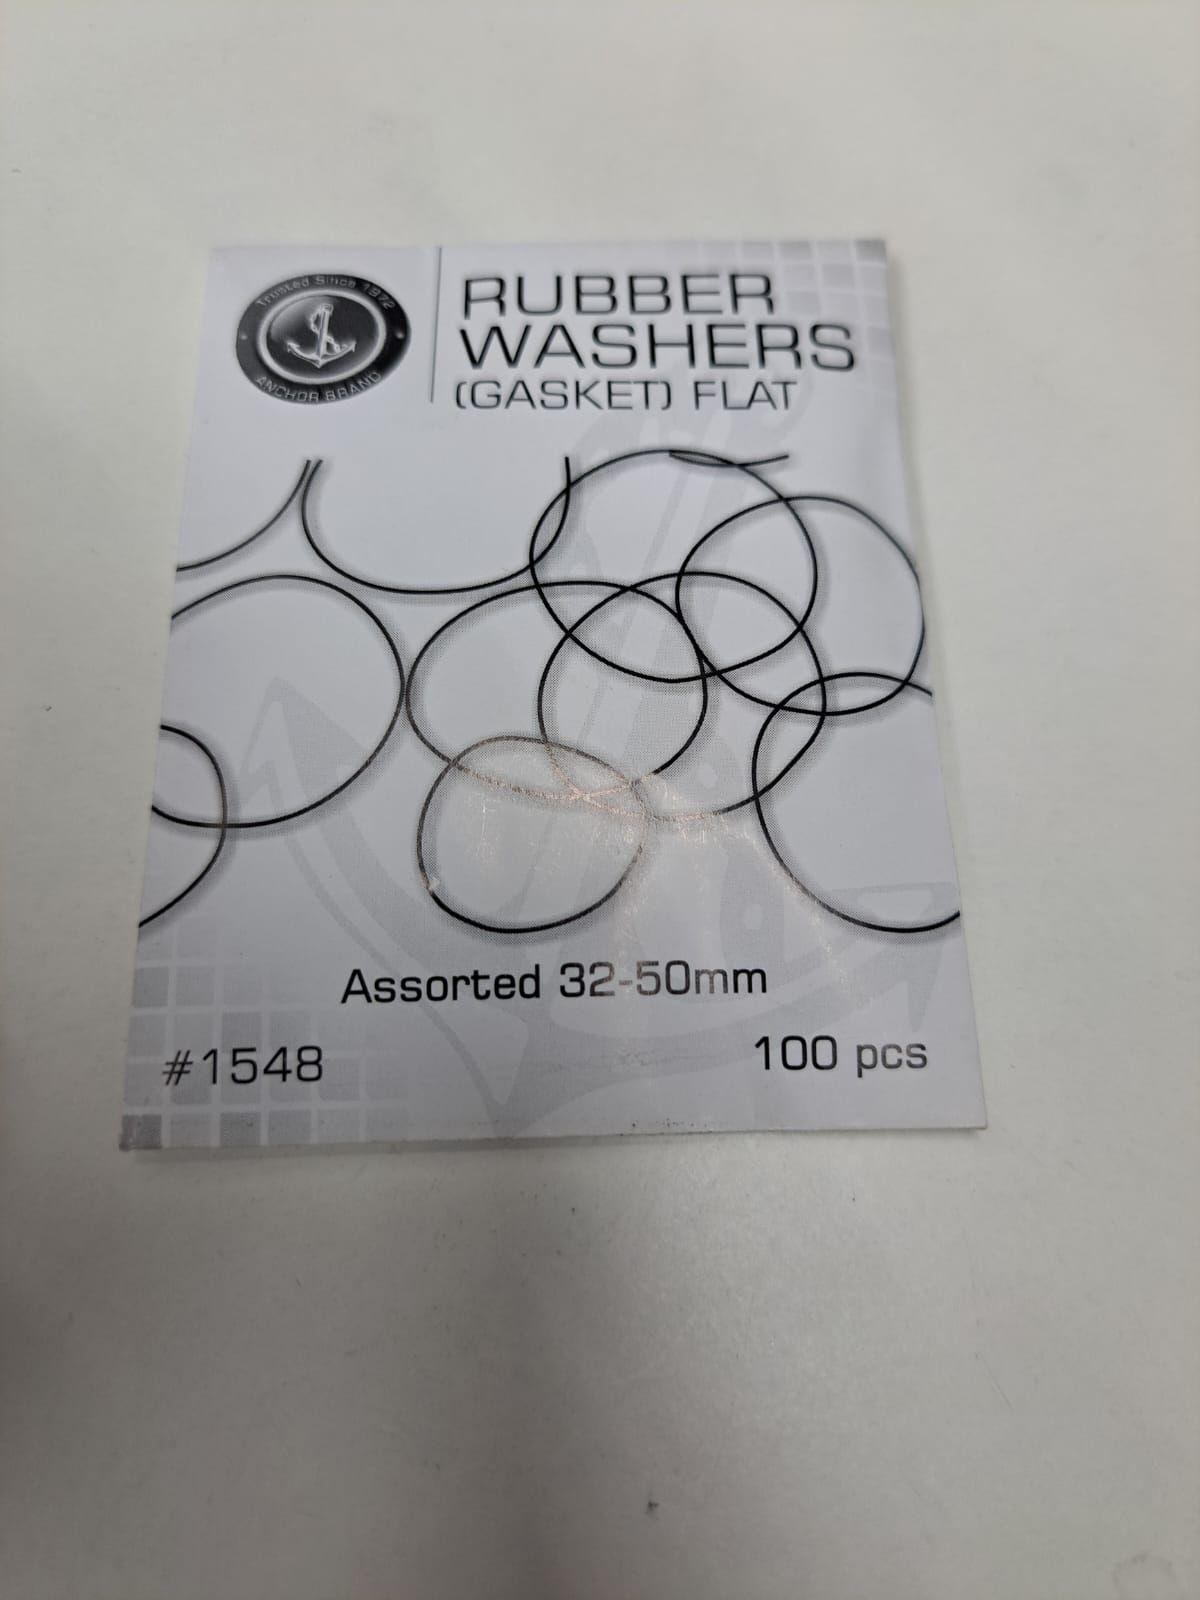 Trusted Since 1972
ANCHOR BRAND
RUBBER
WASHERS
(GASKET) FLAT
Assorted 32-50mm
#1548
100 pcs